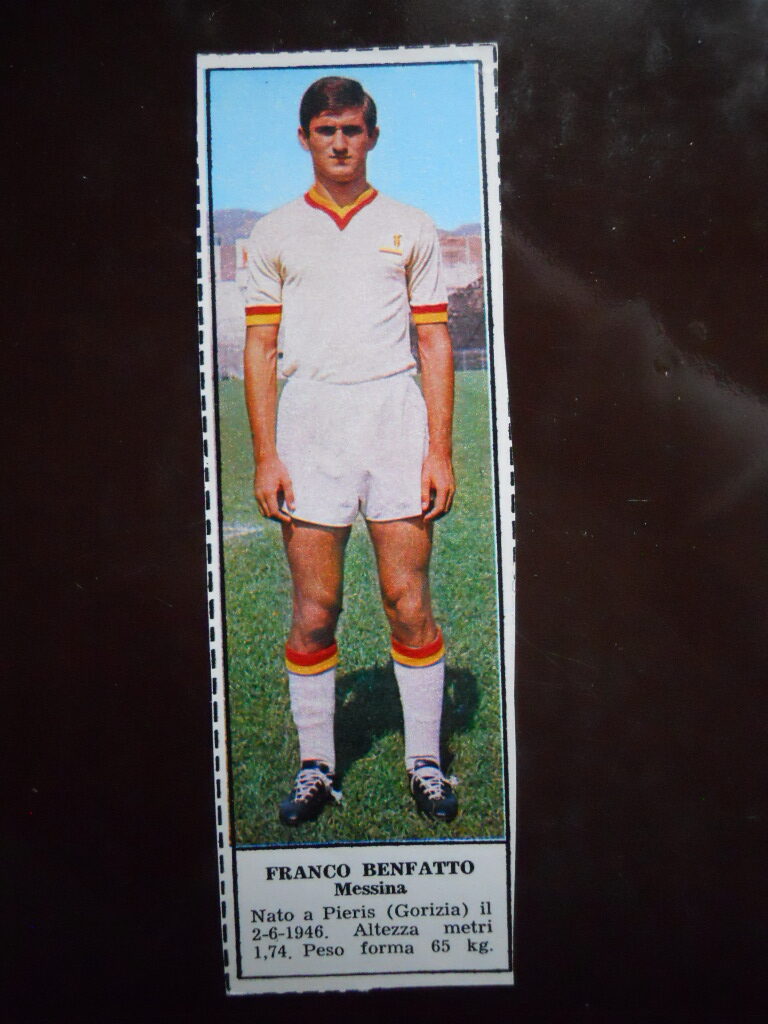 FRANCO BENFATTO
Messina
Nato a Pieris (Gorizia) il
2-6-1946. Altezza metri
1,74. Peso forma 65 kg.